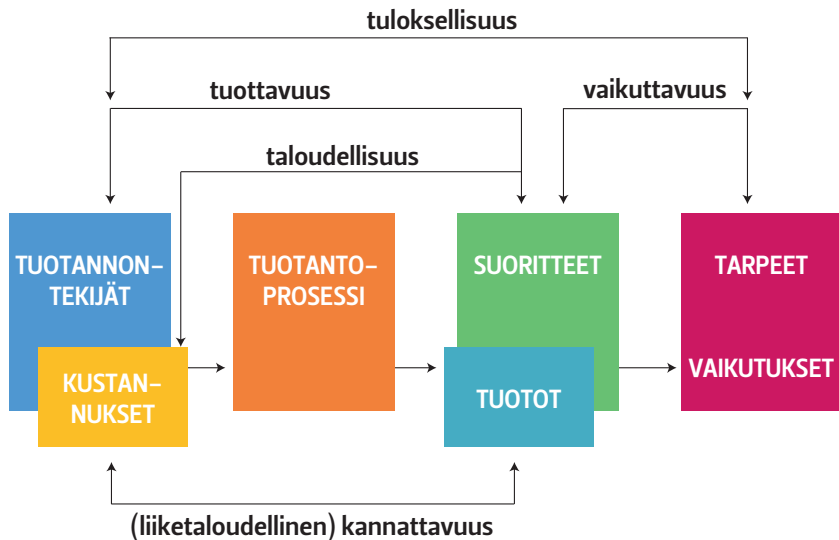 tuloksellisuus
tuottavuus
vaikuttavuus
taloudellisuus
TUOTANNON–
TEKIJÄT
TUOTANTO–
PROSESSI
SUORITTEET
TARPEET
VAIKUTUKSET
KUSTAN–
NUKSET
TUOTOT
(liiketaloudellinen) kannattavuus